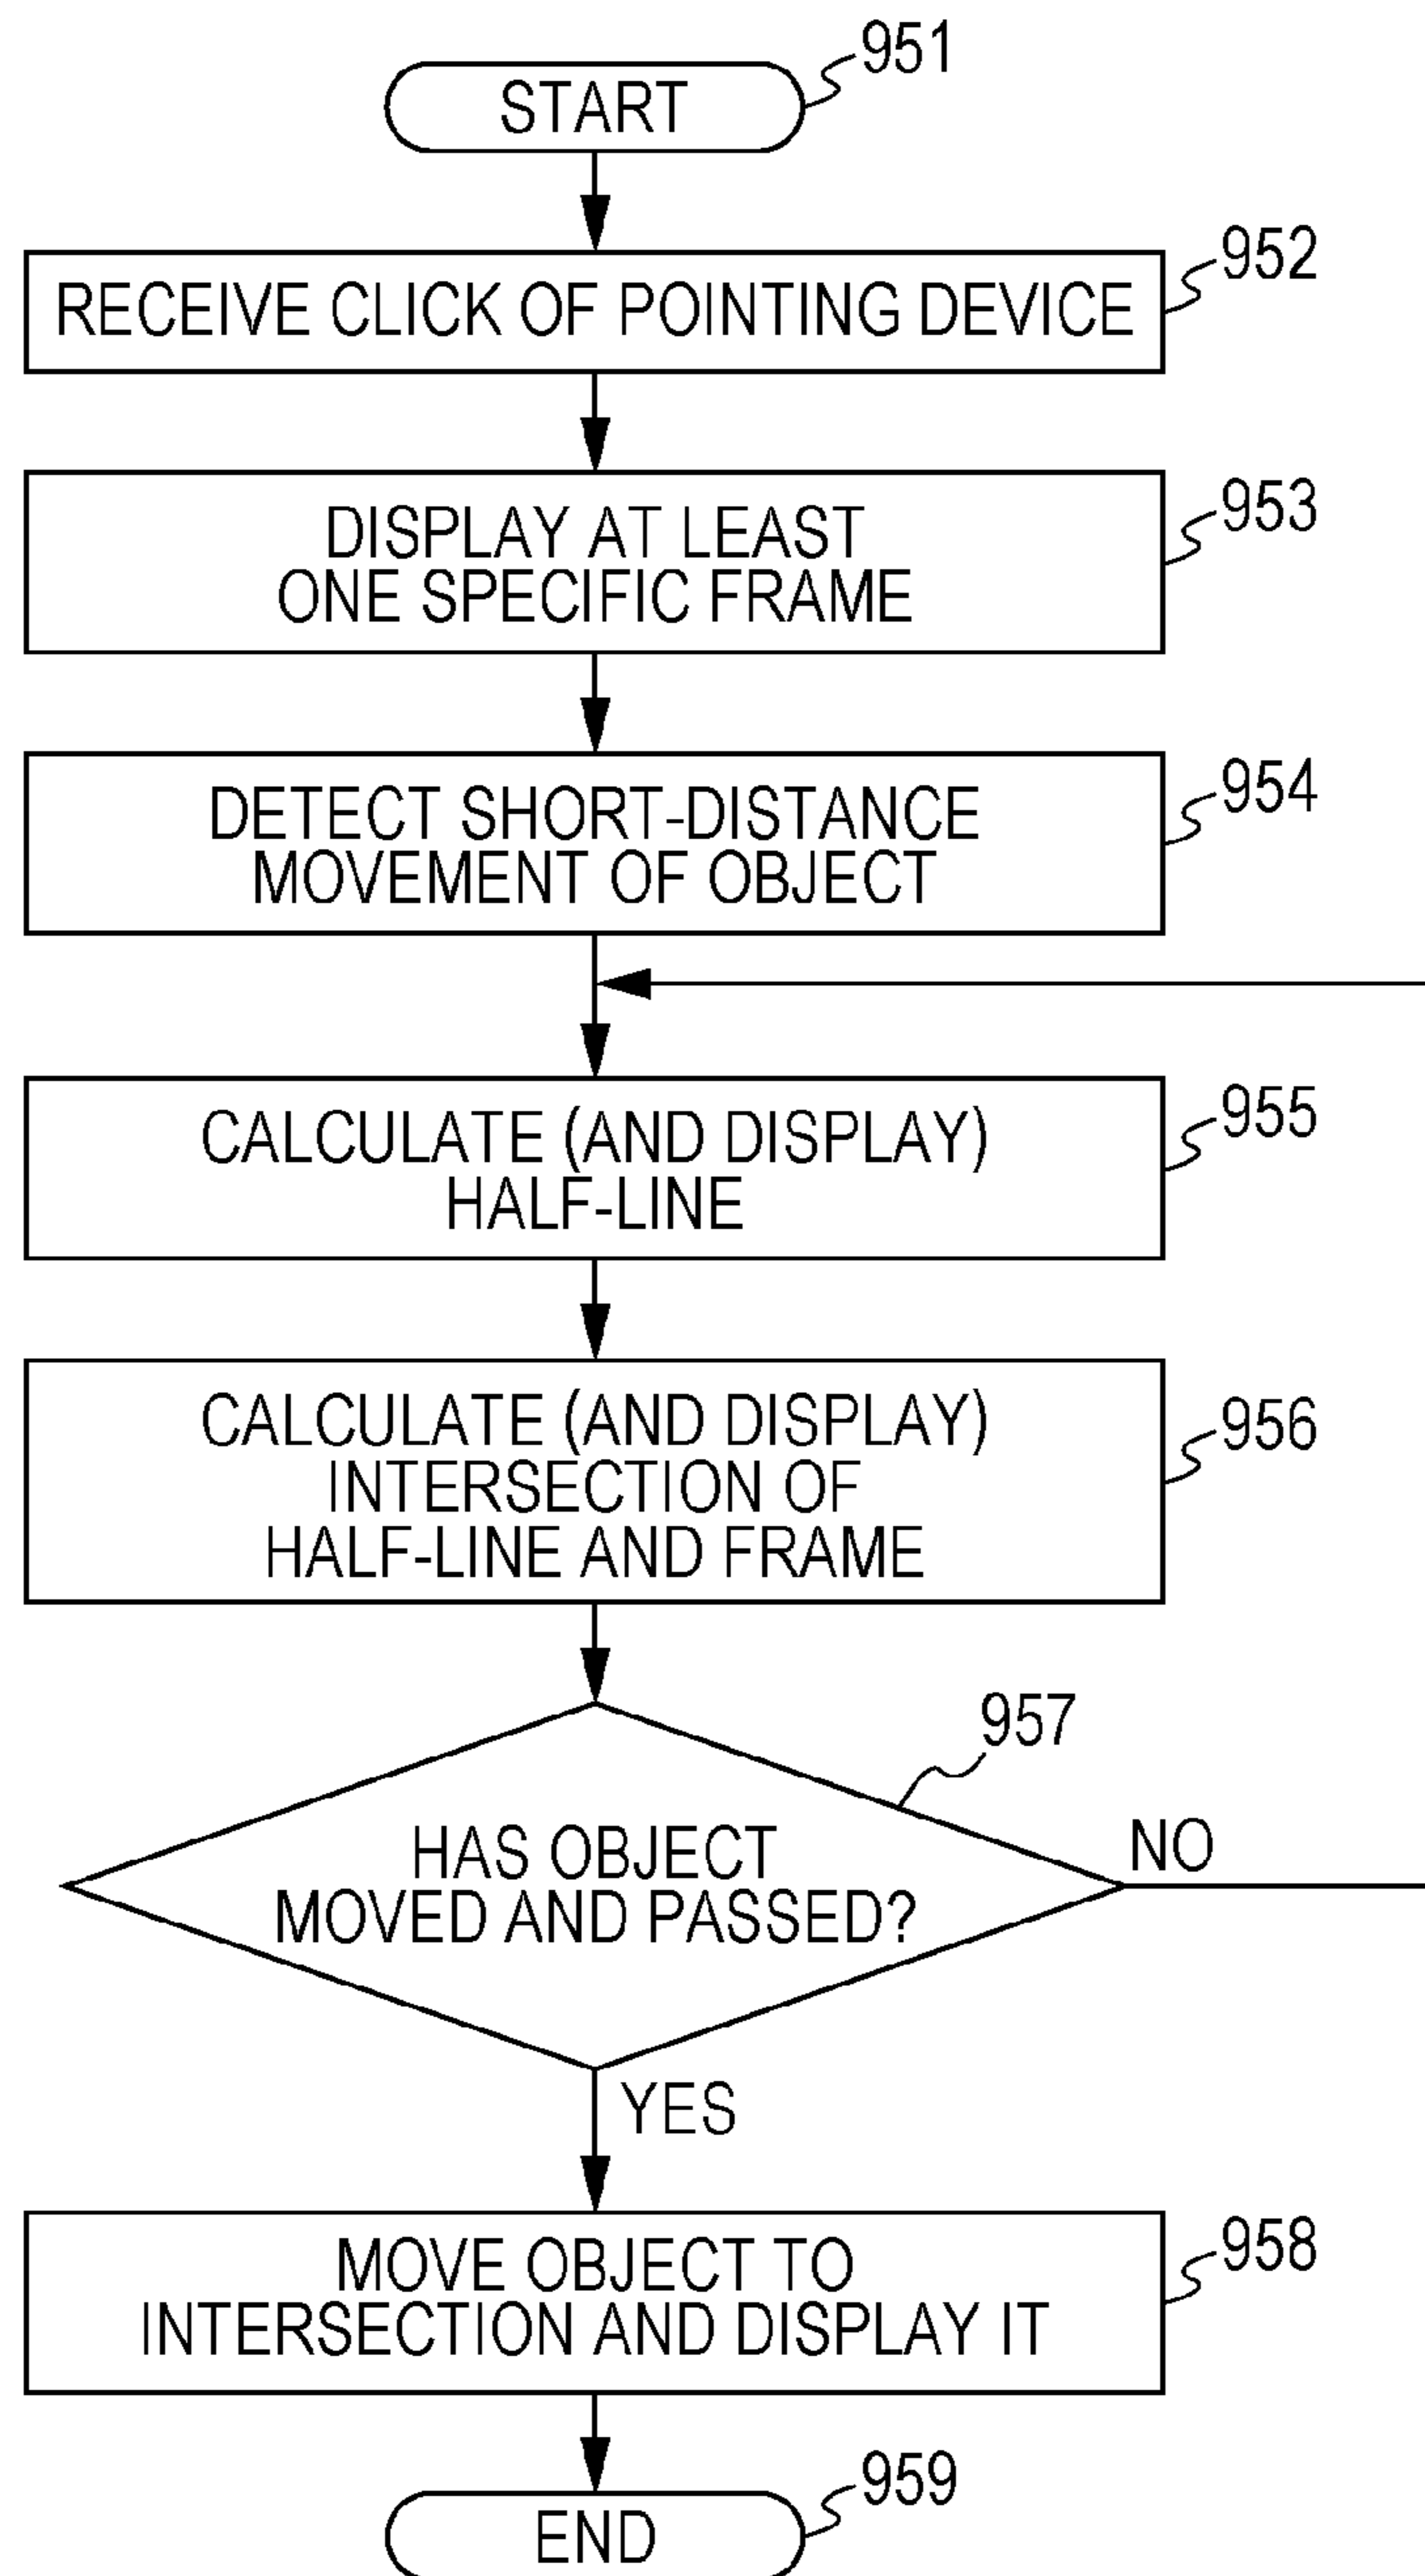 951
START
952
RECEIVE CLICK OF POINTING DEVICE
953
DISPLAY AT LEAST
ONE SPECIFIC FRAME
954
DETECT SHORT-DISTANCE
MOVEMENT OF OBJECT
955
CALCULATE (AND DISPLAY)
HALF-LINE
956
CALCULATE (AND DISPLAY)
INTERSECTION OF
HALF-LINE AND FRAME
957
HAS OBJECT
MOVED AND PASSED?
NO
YES
958
MOVE OBJECT TO
INTERSECTION AND DISPLAY IT
959
END